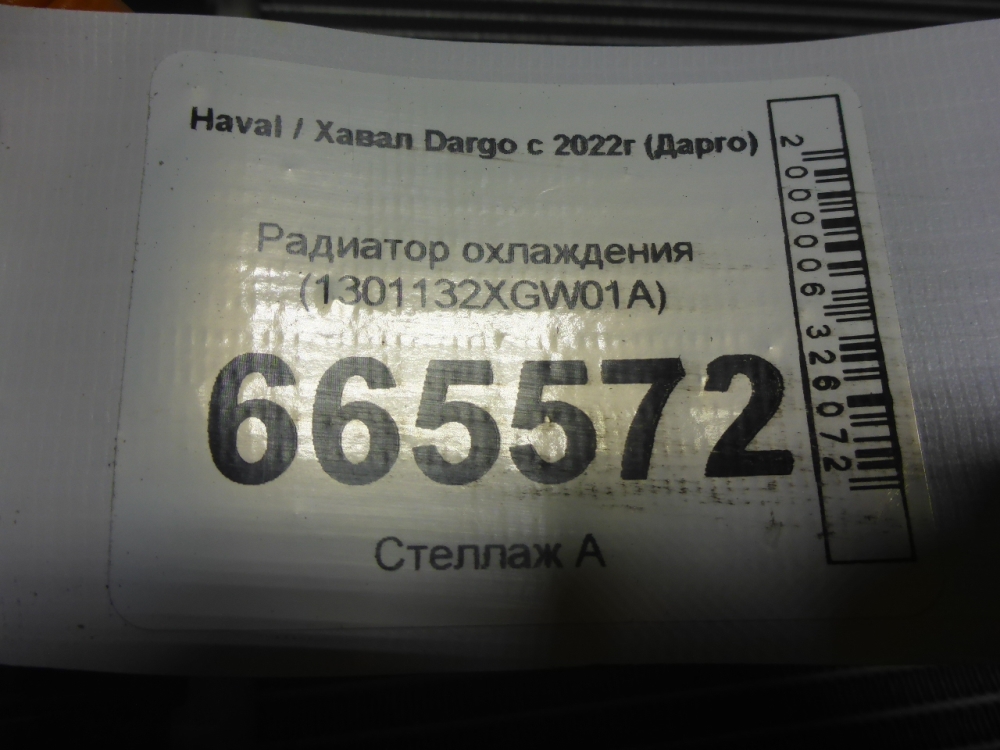 Haval / Хавал Dargo с 2022г (Дарго)
Радиатор охлаждения
(1301132XGW01A)
665572
Стеллаж А
2000006326072